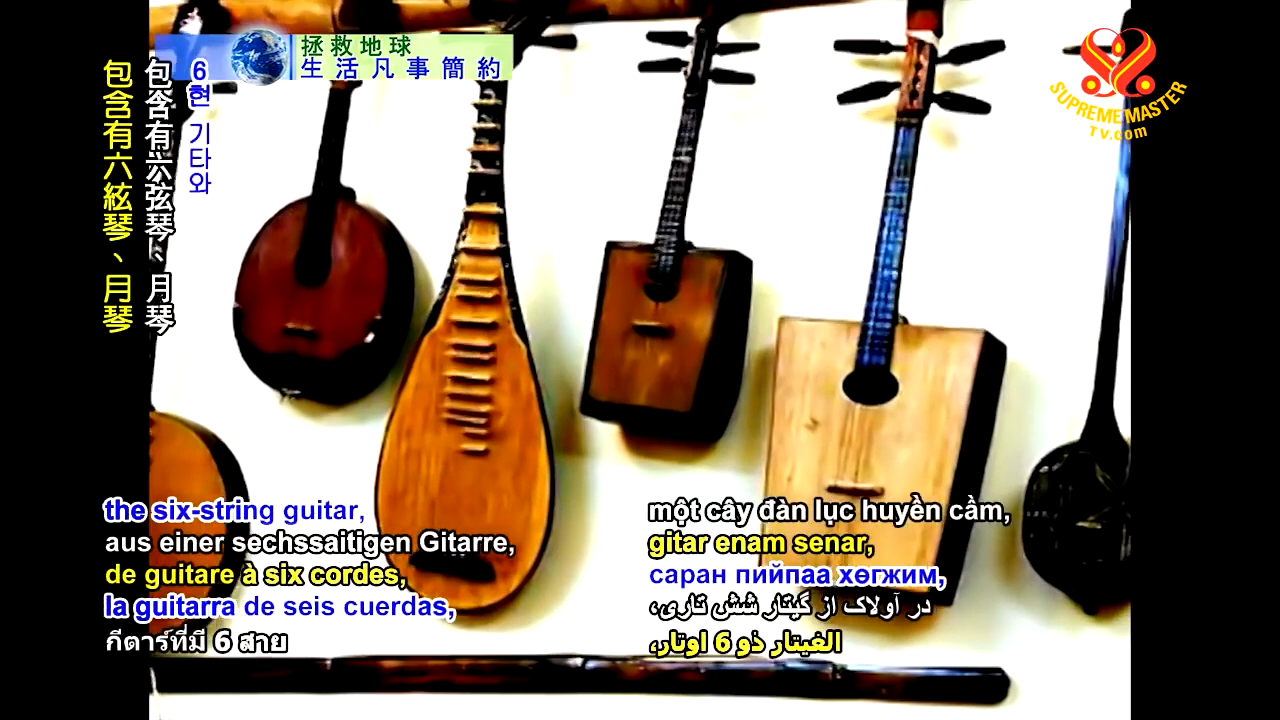 拯救地球
生活凡事簡約
SUPREME MASTER
TV.com
6현 기타와
包含有六弦琴、月琴
包含有六絃琴、月琴
the six-string guitar,
aus einer sechssaitigen Gitarre,
de guitare à six cordes,
la guitarra de seis cuerdas,
กีตาร์ที่มี 6 สาย
một cây đàn lục huyền cầm,
gitar enam senar,
саран пийпаа хөгжим,
در آولاک از گیتار شش تاری،
الغيتار ذو 6 اوتار،